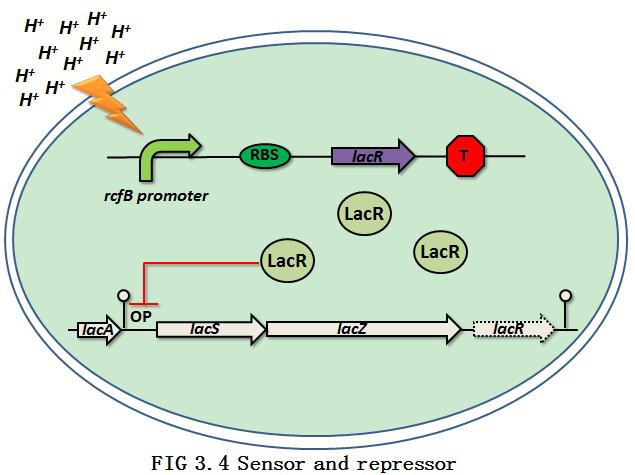 H+ H+ H+ H+
H+ H+
H+ H+ H+
H+ H+
RBS lacR T
rcfB promoter
LacR
LacR LacR
OP
lacA lacS lacZ lacR
FIG 3.4 Sensor and repressor